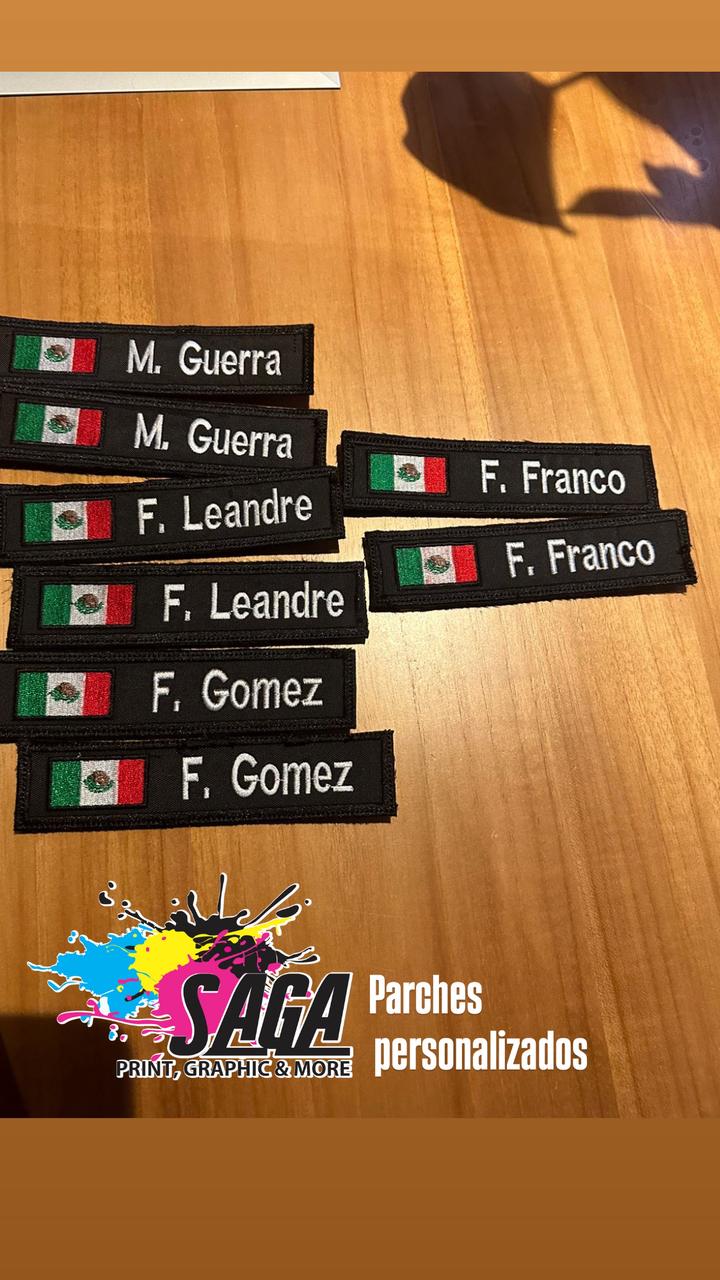 M. Guerra
M. Guerra
F. Leandre
F. Leandre
F. Gomez
F. Gomez
F. Franco
F. Franco
SAGA
PRINT, GRAPHIC & MORE
Parches
personalizados